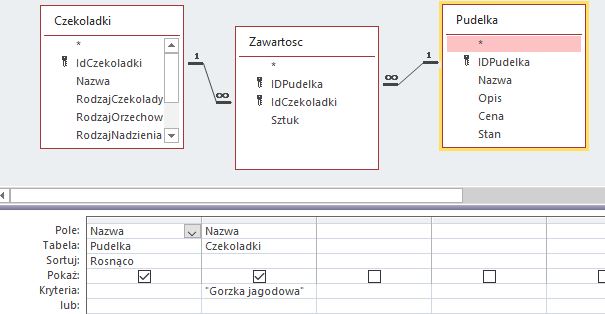 Czekoladki
*
IdCzekoladki
Nazwa
RodzajCzekolady
RodzajOrzechow
RodzajNadzienia
1
∞
Zawartosc
*
IDPudelka
IdCzekoladki
Sztuk
∞
1
Pudelka
*
IDPudelka
Nazwa
Opis
Cena
Stan
Pole: Nazwa Nazwa
Tabela: Pudelka Czekoladki
Sortuj: Rosnąco
Pokaż:
Kryteria: "Gorzka jagodowa"
lub: